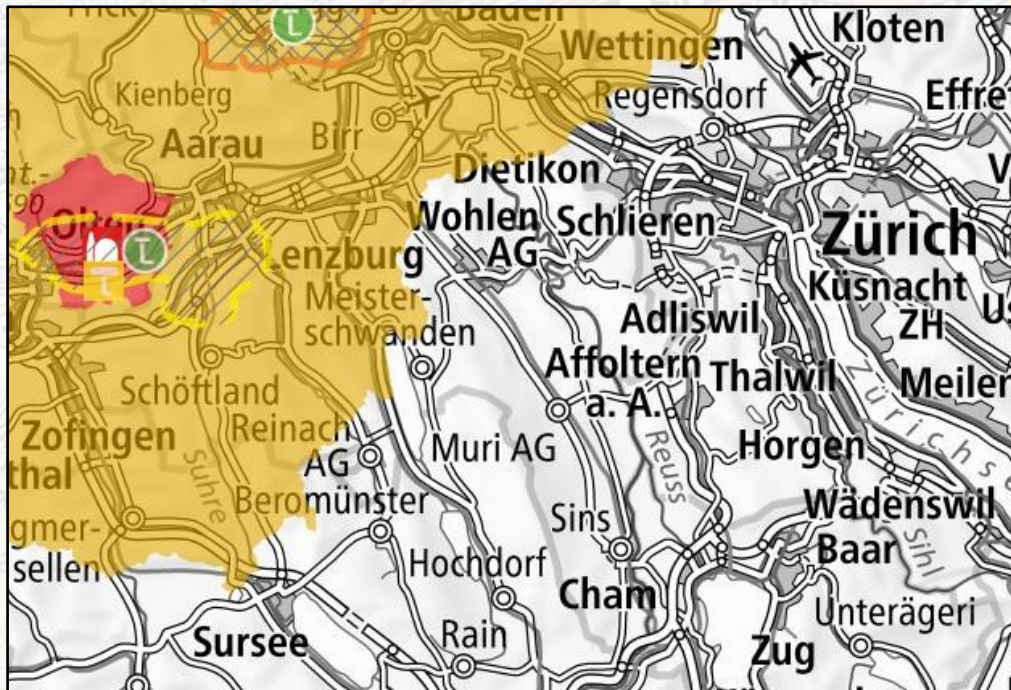 Baden
Kloten
Wettingen
Kienberg
Regensdorf
Aarau
Birr
Dietikon
Wohlen
AG
Schlieren
Zürich
Lenzburg
Küsnacht
ZH
Meister-
schwanden
Adliswil
Affoltern
a. A.
Thalwil
Schöftland
Zofingen
Reinach
AG
Muri AG
Reuss
Horgen
Suhre
Beromünster
Sins
Wädenswil
Baar
Sihl
sellen
Hochdorf
Cham
Unterägeri
Sursee
Rain
Zug